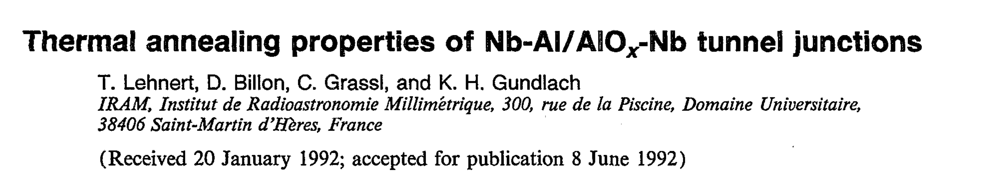 Thermal annealing properties of Nb-Al/AlOₓ-Nb tunnel junctions
T. Lehnert, D. Billon, C. Grassl, and K. H. Gundlach
IRAM, Institut de Radioastronomie Millimétrique, 300, rue de la Piscine, Domaine Universitaire,
38406 Saint-Martin d'Hères, France
(Received 20 January 1992; accepted for publication 8 June 1992)